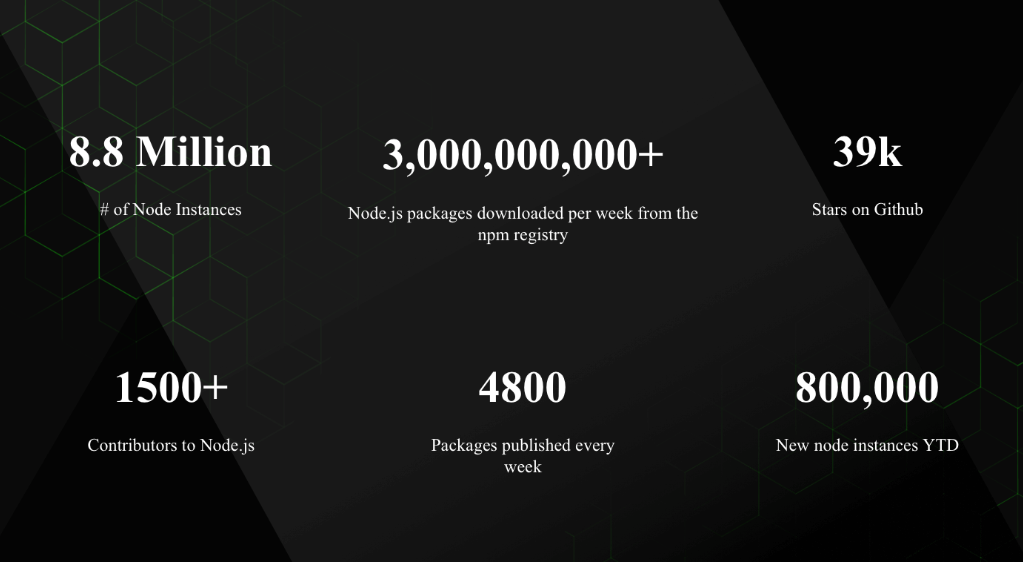 8.8 Million
# of Node Instances
3,000,000,000+
Node.js packages downloaded per week from the
npm registry
39k
Stars on Github
1500+
Contributors to Node.js
4800
Packages published every
week
800,000
New node instances YTD